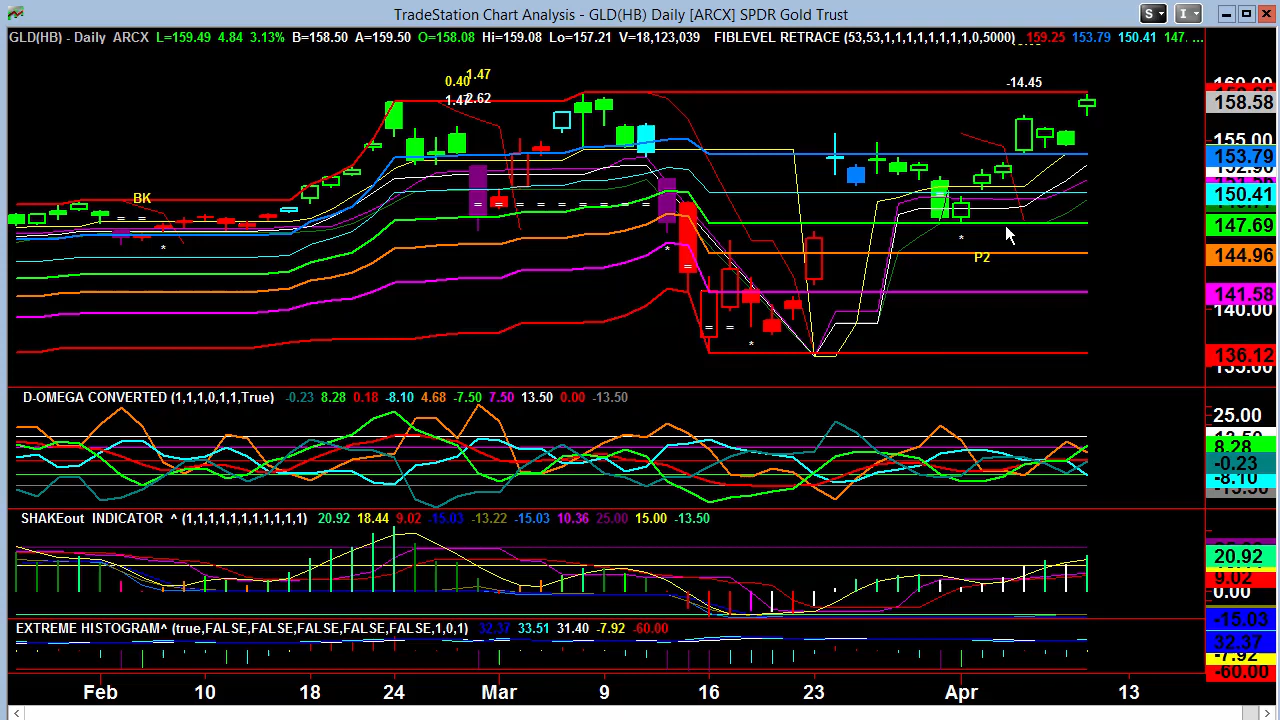 TradeStation Chart Analysis - GLD(HB) Daily [ARCX] SPDR Gold Trust
S I
GLD(HB) - Daily ARCX L=159.49 4.84 3.13% B=158.50 A=159.50 O=158.08 Hi=159.08 Lo=157.21 V=18,123,039 FIBLEVEL RETRACE (53,53,1,1,1,1,1,1,1,0,5000) 159.25 153.79 150.41 147. ...
0.40 1.47
1.47 2.62
-14.45
160.00
158.58
155.00
153.79
152.90
150.41
147.69
144.96
141.58
140.00
136.12
135.00
BK
P2
D-OMEGA CONVERTED (1,1,1,0,1,1,True) -0.23 8.28 0.18 -8.10 4.68 -7.50 7.50 13.50 0.00 -13.50
25.00
8.28
-0.23
-8.10
SHAKEout INDICATOR ^ (1,1,1,1,1,1,1,1,1,1,1) 20.92 18.44 9.02 -15.03 -13.22 -15.03 10.36 25.00 15.00 -13.50
20.92
9.02
0.00
-15.03
EXTREME HISTOGRAM^ (true,FALSE,FALSE,FALSE,FALSE,FALSE,1,0,1) 32.37 33.51 31.40 -7.92 -60.00
32.37
-7.92
-60.00
Feb 10 18 24 Mar 9 16 23 Apr 13